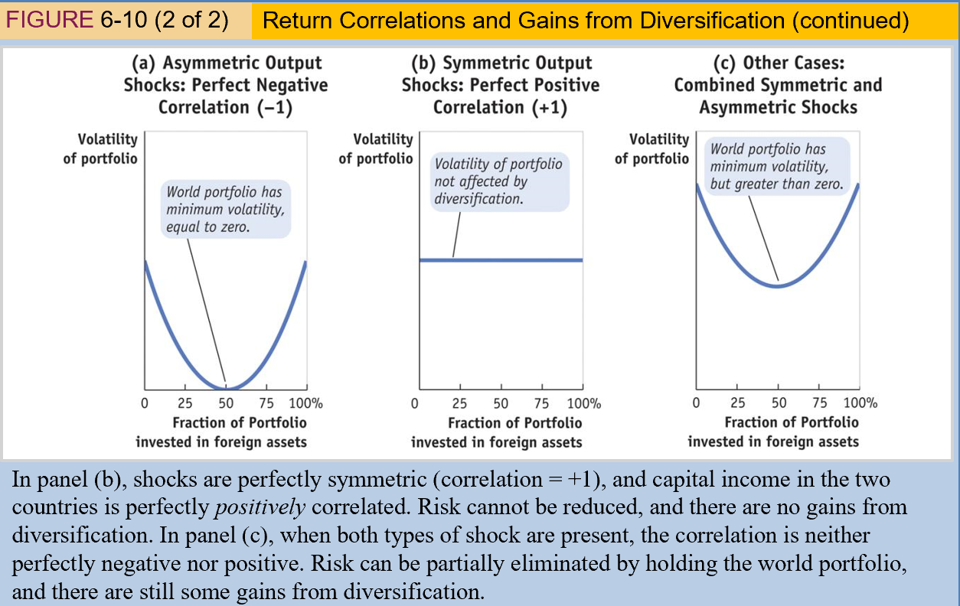 FIGURE 6-10 (2 of 2) Return Correlations and Gains from Diversification (continued)
(a) Asymmetric Output
Shocks: Perfect Negative
Correlation (−1)
Volatility
of portfolio
World portfolio has
minimum volatility,
equal to zero.
0 25 50 75 100%
Fraction of Portfolio
invested in foreign assets
(b) Symmetric Output
Shocks: Perfect Positive
Correlation (+1)
Volatility
of portfolio
Volatility of portfolio
not affected by
diversification.
0 25 50 75 100%
Fraction of Portfolio
invested in foreign assets
(c) Other Cases:
Combined Symmetric and
Asymmetric Shocks
Volatility
of portfolio
World portfolio has
minimum volatility,
but greater than zero.
0 25 50 75 100%
Fraction of Portfolio
invested in foreign assets
In panel (b), shocks are perfectly symmetric (correlation = +1), and capital income in the two
countries is perfectly positively correlated. Risk cannot be reduced, and there are no gains from
diversification. In panel (c), when both types of shock are present, the correlation is neither
perfectly negative nor positive. Risk can be partially eliminated by holding the world portfolio,
and there are still some gains from diversification.